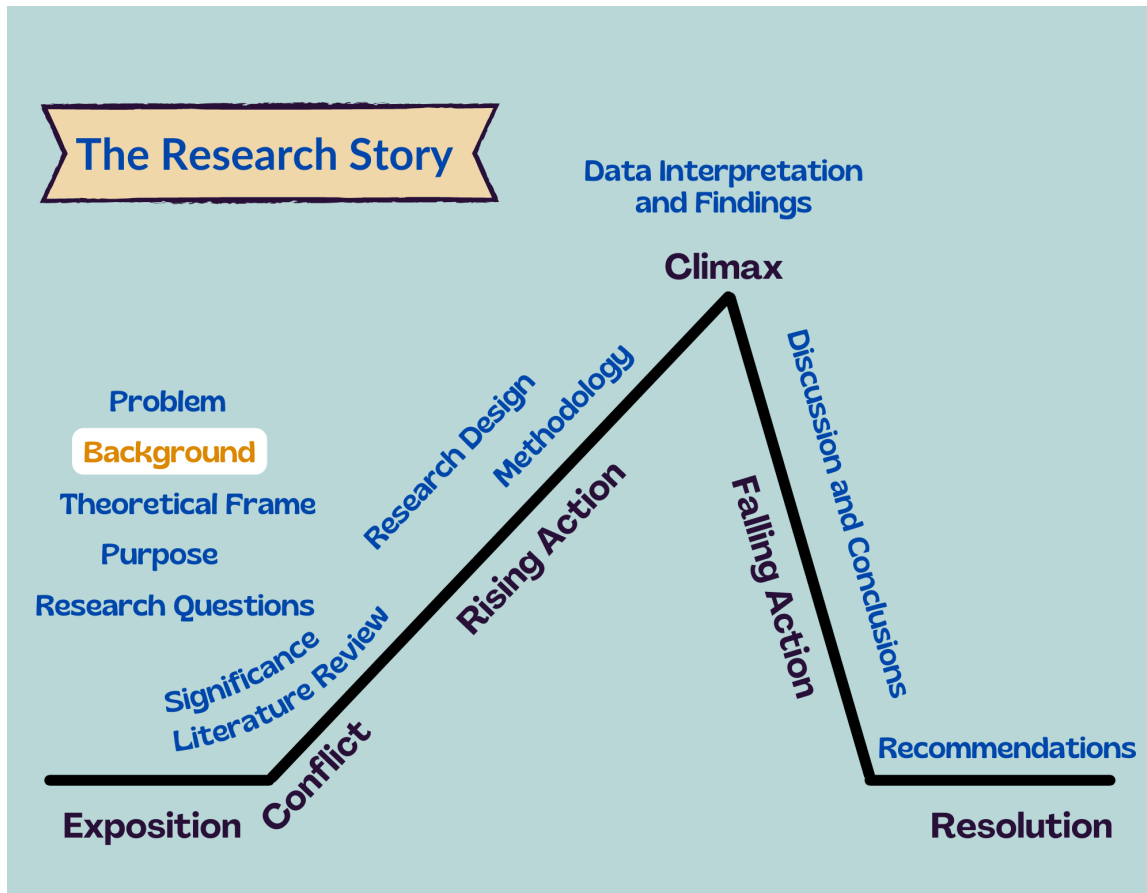 The Research Story
Data Interpretation
and Findings
Climax
Problem
Background
Theoretical Frame
Purpose
Research Questions
Significance
Literature Review
Research Design
Methodology
Rising Action
Falling Action
Discussion and Conclusions
Recommendations
Exposition
Conflict
Resolution